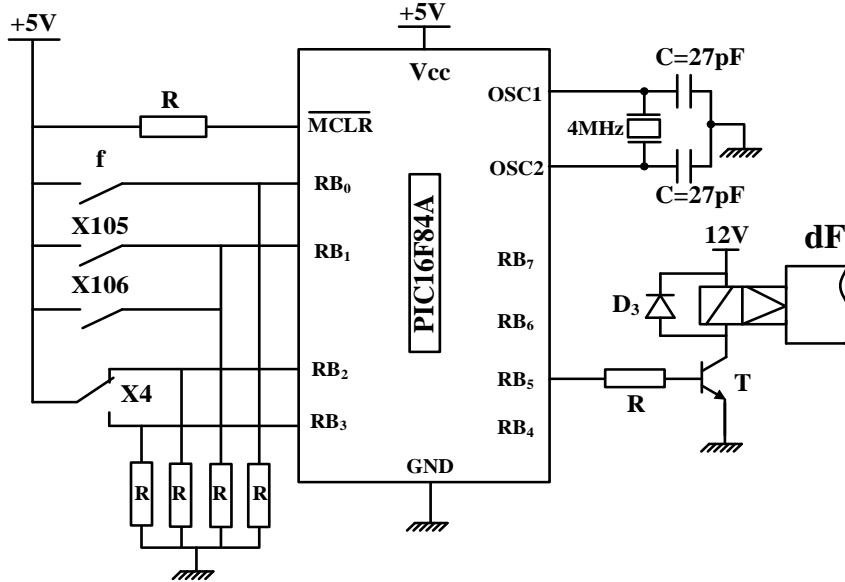 +5V
+5V
Vcc
C=27pF
R
MCLR
OSC1
4MHz
f
RB0
OSC2
C=27pF
X105
RB1
PIC16F84A
RB7
12V
dF
X106
D3
RB6
RB2
X4
RB5
R
T
RB3
RB4
GND
R
R
R
R